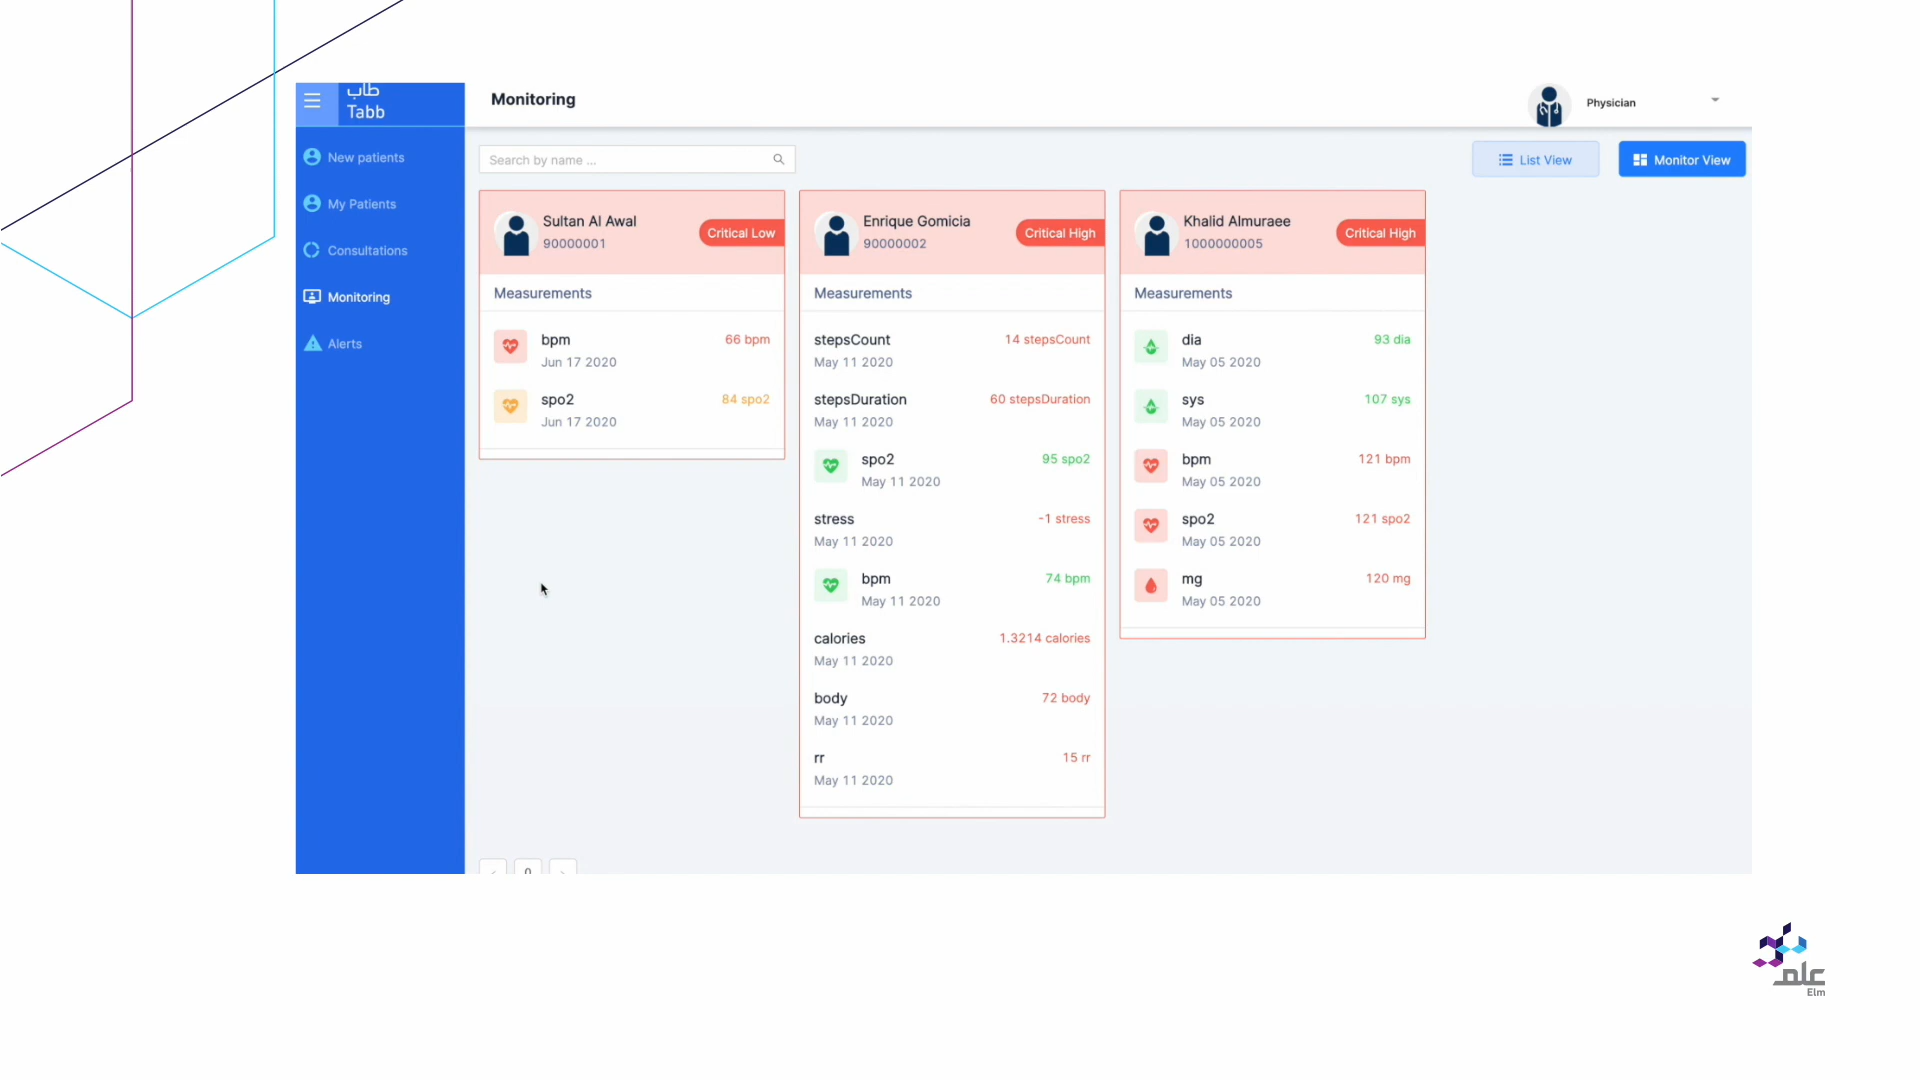 طاب
Tabb
Monitoring
Physician
New patients
My Patients
Consultations
Monitoring
Alerts
Search by name ...
List View
Monitor View
Sultan Al Awal
90000001
Critical Low
Measurements
bpm
66 bpm
Jun 17 2020
spo2
84 spo2
Jun 17 2020
Enrique Gomicia
90000002
Critical High
Measurements
stepsCount
14 stepsCount
May 11 2020
stepsDuration
60 stepsDuration
May 11 2020
spo2
95 spo2
May 11 2020
stress
-1 stress
May 11 2020
bpm
74 bpm
May 11 2020
calories
1.3214 calories
May 11 2020
body
72 body
May 11 2020
rr
15 rr
May 11 2020
Khalid Almuraee
1000000005
Critical High
Measurements
dia
93 dia
May 05 2020
sys
107 sys
May 05 2020
bpm
121 bpm
May 05 2020
spo2
121 spo2
May 05 2020
mg
120 mg
May 05 2020
علم
Elm